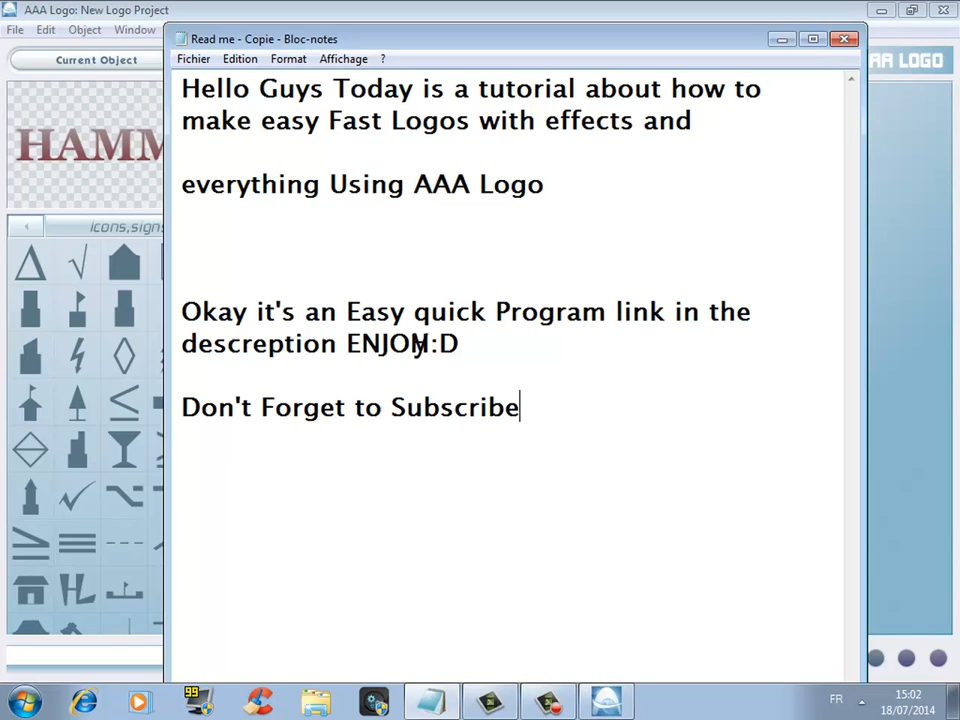 AAA Logo: New Logo Project
File Edit Object Window
Current Object
AA LOGO
HAMM
icons,signs
Read me - Copie - Bloc-notes
Fichier Edition Format Affichage ?
Hello Guys Today is a tutorial about how to
make easy Fast Logos with effects and
everything Using AAA Logo
Okay it's an Easy quick Program link in the
descreption ENJOY:D
Don't Forget to Subscribe
99
FR
15:02
18/07/2014